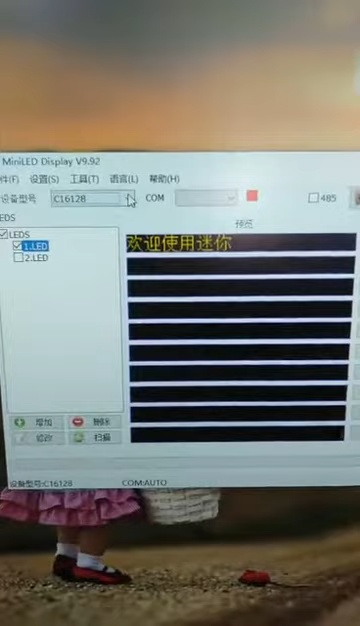 MiniLED Display V9.92
件(F) 设置(S) 工具(T) 语言(L) 帮助(H)
设备型号 C16128 COM 485
EDS 预览
LEDS
1.LED
2.LED
欢迎使用迷你
增加 删除
修改 扫描
设备型号:C16128 COM:AUTO